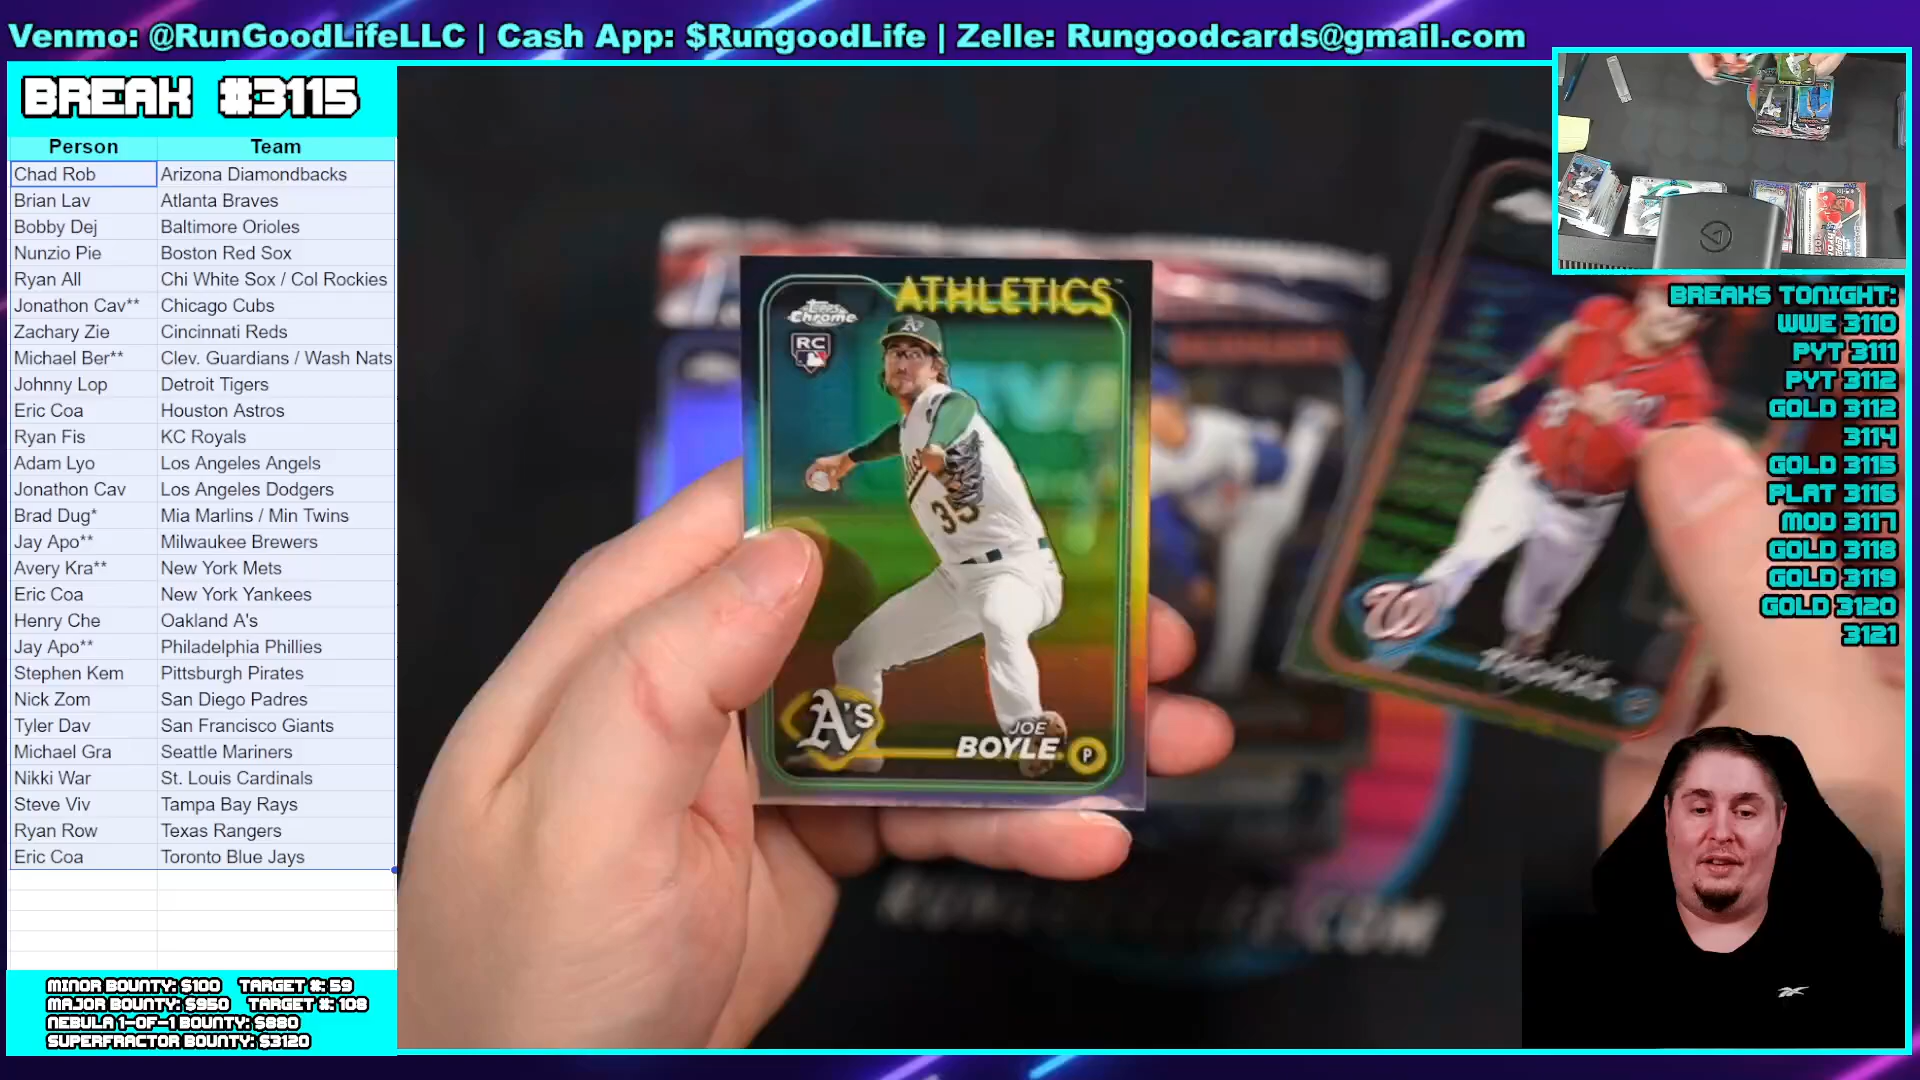 Venmo: @RunGoodLifeLLC | Cash App: $RungoodLife | Zelle: Rungoodcards@gmail.com
BREAK #3115
Person Team
Chad Rob Arizona Diamondbacks
Brian Lav Atlanta Braves
Bobby Dej Baltimore Orioles
Nunzio Pie Boston Red Sox
Ryan All Chi White Sox / Col Rockies
Jonathon Cav** Chicago Cubs
Zachary Zie Cincinnati Reds
Michael Ber** Clev. Guardians / Wash Nats
Johnny Lop Detroit Tigers
Eric Coa Houston Astros
Ryan Fis KC Royals
Adam Lyo Los Angeles Angels
Jonathon Cav Los Angeles Dodgers
Brad Dug* Mia Marlins / Min Twins
Jay Apo** Milwaukee Brewers
Avery Kra** New York Mets
Eric Coa New York Yankees
Henry Che Oakland A's
Jay Apo** Philadelphia Phillies
Stephen Kem Pittsburgh Pirates
Nick Zom San Diego Padres
Tyler Dav San Francisco Giants
Michael Gra Seattle Mariners
Nikki War St. Louis Cardinals
Steve Viv Tampa Bay Rays
Ryan Row Texas Rangers
Eric Coa Toronto Blue Jays
MINOR BOUNTY: $100 TARGET #: 59
MAJOR BOUNTY: $950 TARGET #: 108
NEBULA 1-OF-1 BOUNTY: $880
SUPERFRACTOR BOUNTY: $3120
ATHLETICS
Topps
Chrome
RC
35
A'S
JOE
BOYLE
P
THOMAS
BREAKS TONIGHT:
WWE 3110
PYT 3111
PYT 3112
GOLD 3112
3114
GOLD 3115
PLAT 3116
MOD 3117
GOLD 3118
GOLD 3119
GOLD 3120
3121